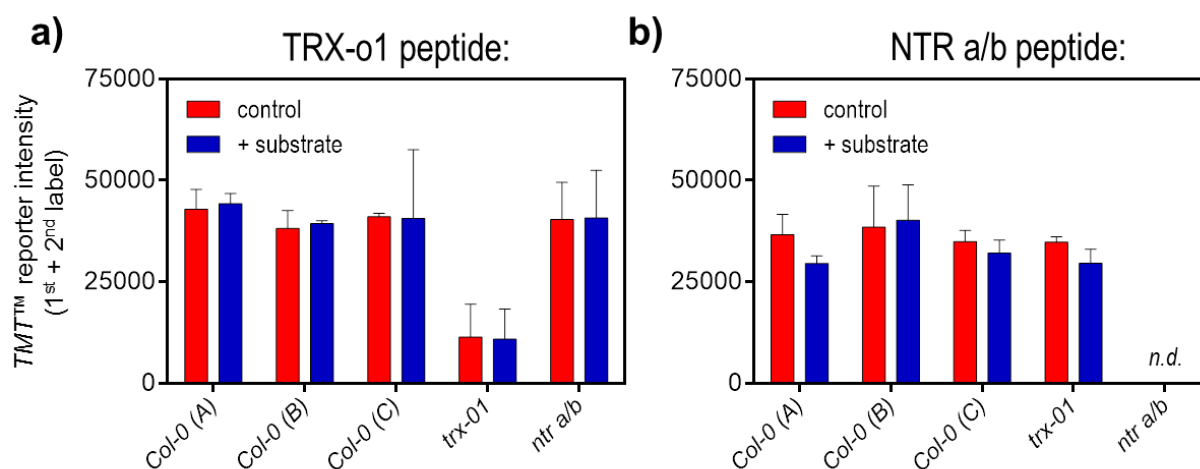 a)
TRX-o1 peptide:
TMT™ reporter intensity
(1st + 2nd label)
75000
50000
25000
0
control
+ substrate
Col-0 (A)
Col-0 (B)
Col-0 (C)
trx-01
ntr a/b
b)
NTR a/b peptide:
75000
50000
25000
0
control
+ substrate
n.d.
Col-0 (A)
Col-0 (B)
Col-0 (C)
trx-01
ntr a/b